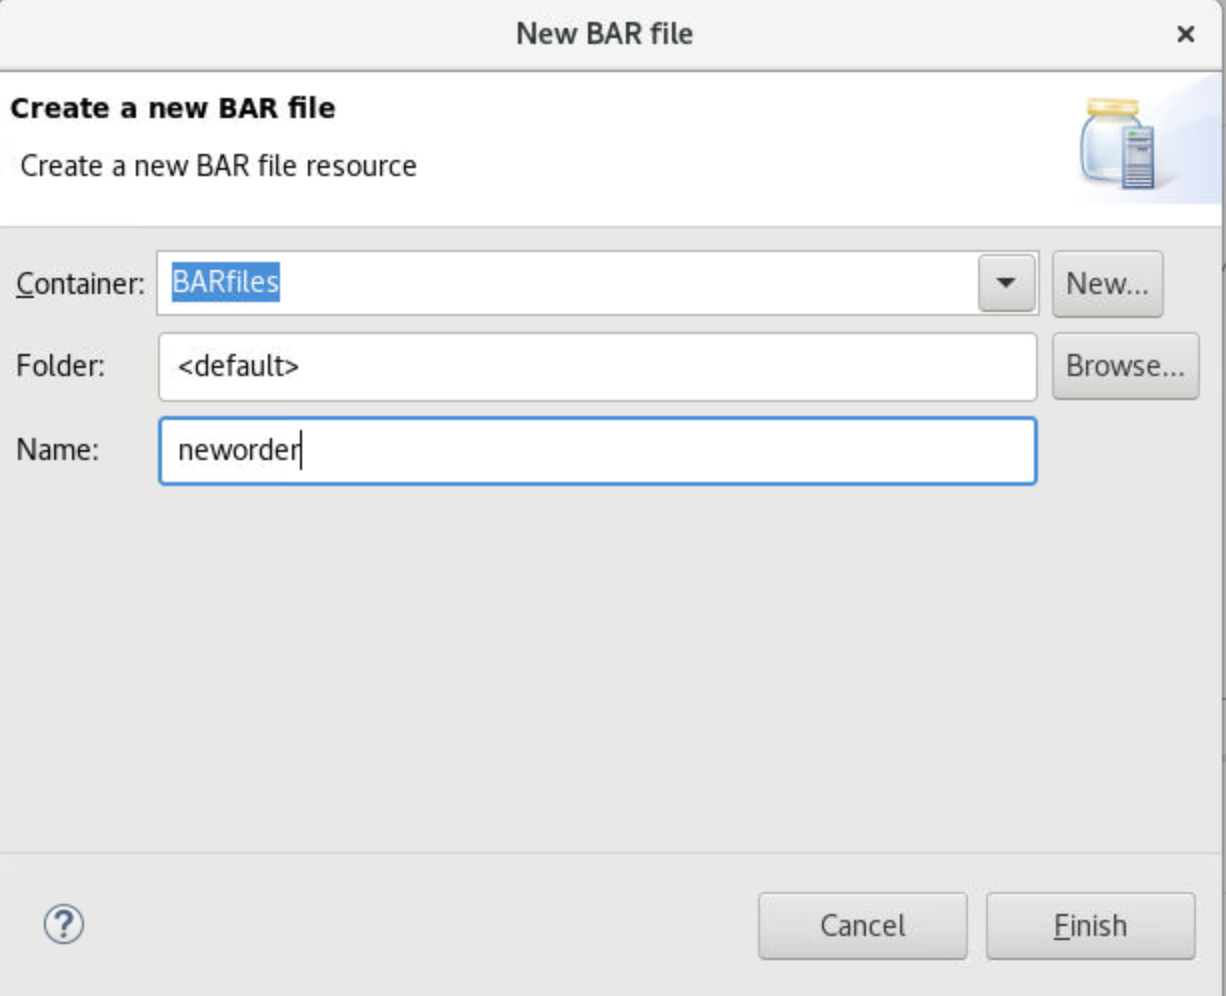 New BAR file ×
Create a new BAR file
Create a new BAR file resource
Container: BARfiles New...
Folder: <default> Browse...
Name: neworder
? Cancel Finish